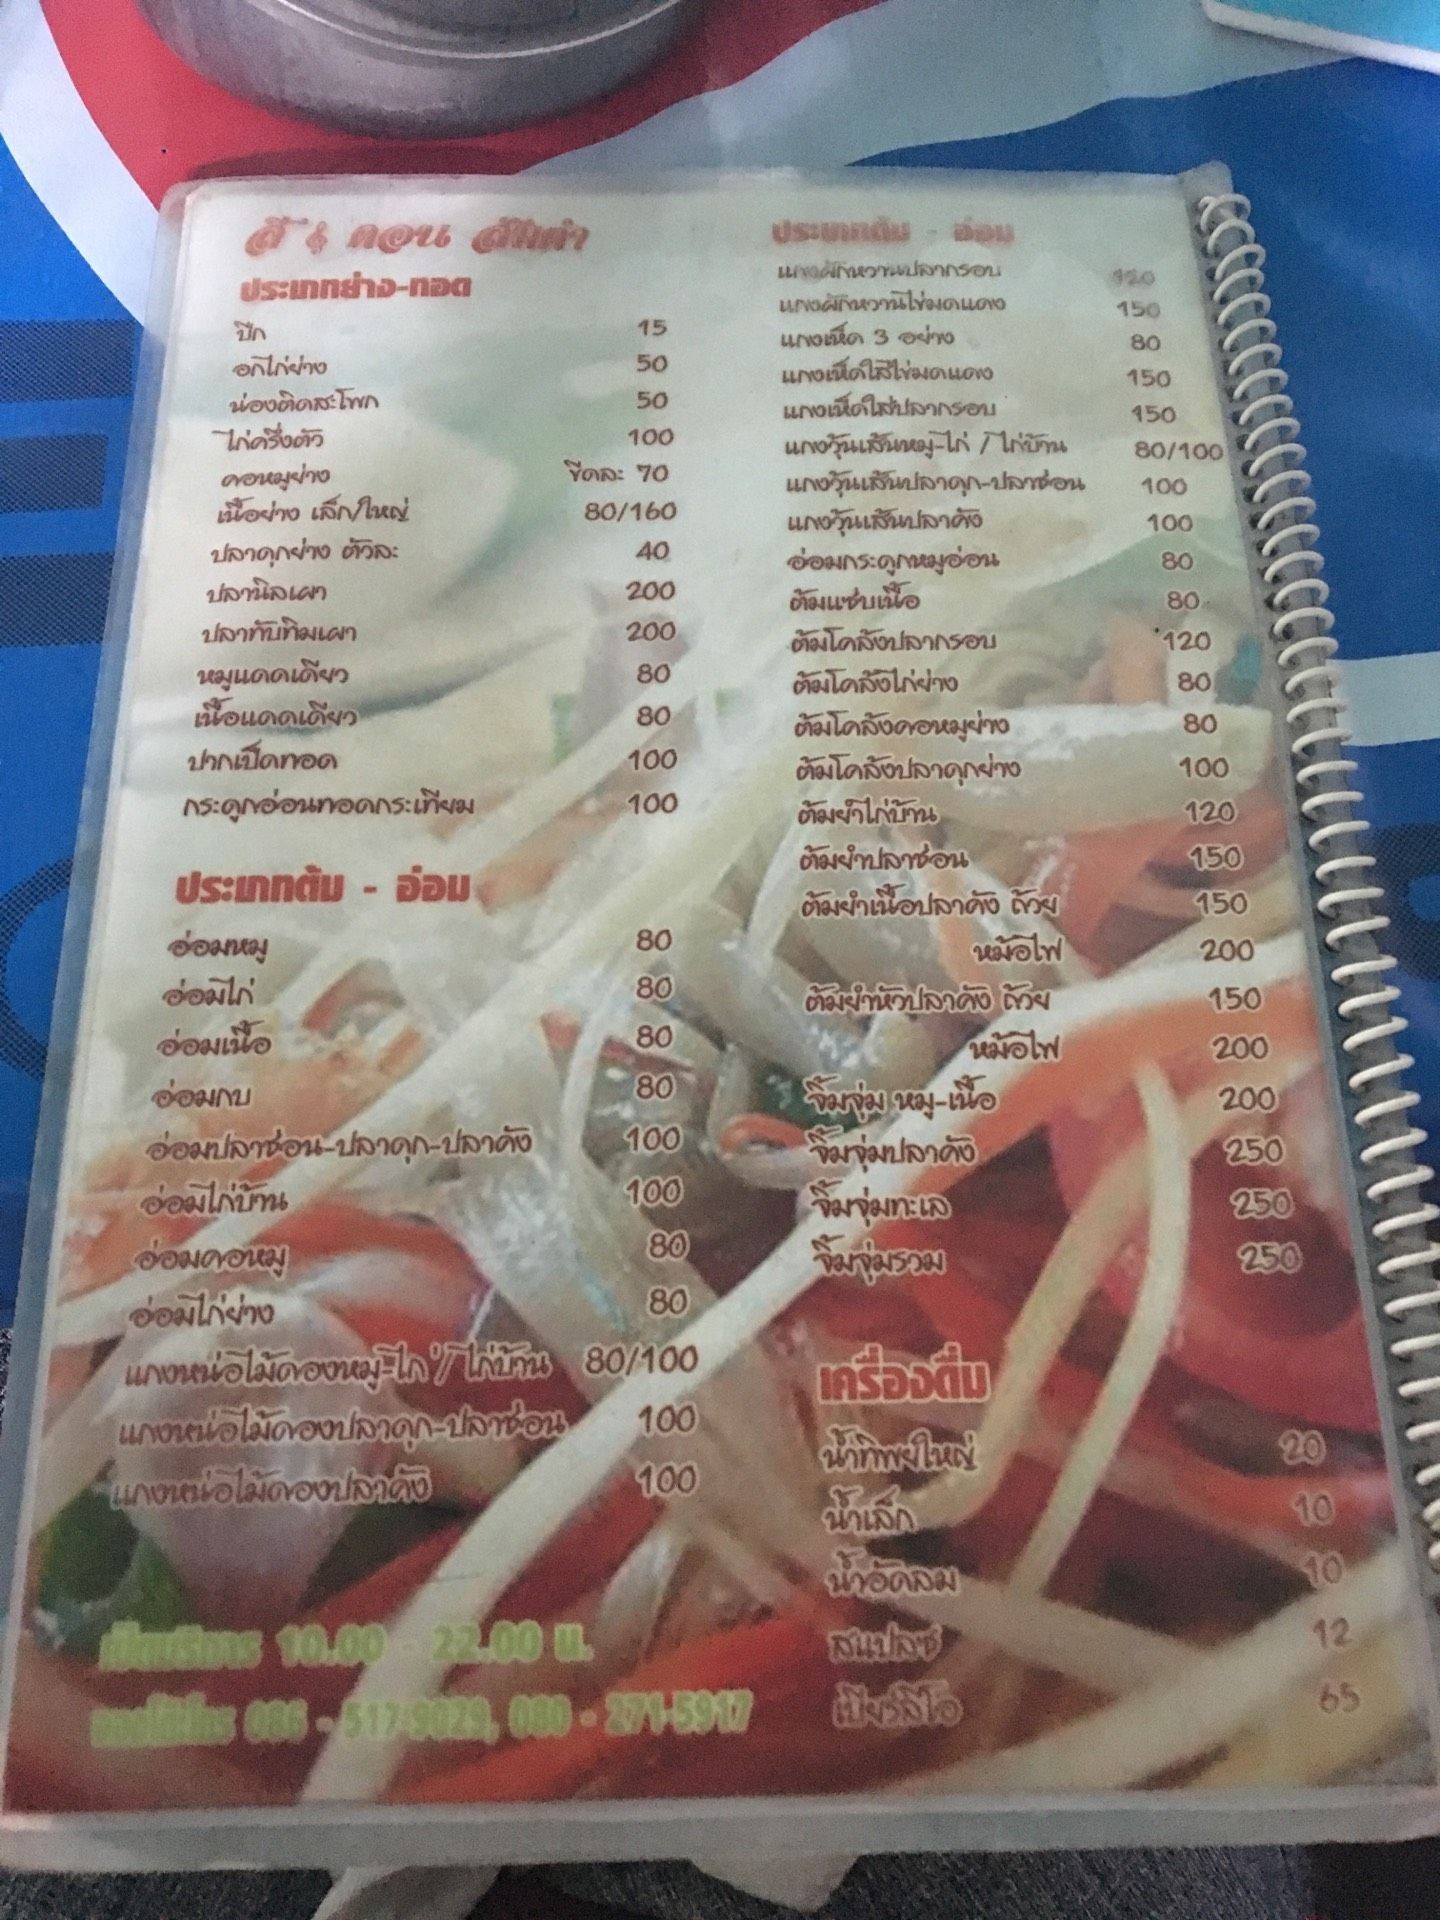 สี 4 คอน ส้มตำ
ประเภทย่าง-ทอด
ปีก 15
อกไก่ย่าง 50
น่องติดสะโพก 50
ไก่ครึ่งตัว 100
คอหมูย่าง ขีดละ 70
เนื้อย่าง เล็ก/ใหญ่ 80/160
ปลาดุกย่าง ตัวละ 40
ปลานิลเผา 200
ปลาทับทิมเผา 200
หมูแดดเดียว 80
เนื้อแดดเดียว 80
ปากเป็ดทอด 100
กระดูกอ่อนทอดกระเทียม 100
ประเภทต้ม - อ่อม
อ่อมหมู 80
อ่อมไก่ 80
อ่อมเนื้อ 80
อ่อมกบ 80
อ่อมปลาช่อน-ปลาดุก-ปลาคัง 100
อ่อมไก่บ้าน 100
อ่อมคอหมู 80
อ่อมไก่ย่าง 80
แกงหน่อไม้ดองหมู-ไก่ / ไก่บ้าน 80/100
แกงหน่อไม้ดองปลาดุก-ปลาช่อน 100
แกงหน่อไม้ดองปลาคัง 100
เปิดบริการ 10.00 - 22.00 น.
086 - 517-9029, 080 - 271-5917
ประเภทต้ม - อ่อม
แกงผักหวานปลากรอบ 120
แกงผักหวานไข่มดแดง 150
แกงเห็ด 3 อย่าง 80
แกงเห็ดใส่ไข่มดแดง 150
แกงเห็ดใส่ปลากรอบ 150
แกงวุ้นเส้นหมู-ไก่ / ไก่บ้าน 80/100
แกงวุ้นเส้นปลาดุก-ปลาช่อน 100
แกงวุ้นเส้นปลาคัง 100
อ่อมกระดูกหมูอ่อน 80
ต้มแซบเนื้อ 80
ต้มโคล้งปลากรอบ 120
ต้มโคล้งไก่ย่าง 80
ต้มโคล้งคอหมูย่าง 80
ต้มโคล้งปลาดุกย่าง 100
ต้มยำไก่บ้าน 120
ต้มยำปลาช่อน 150
ต้มยำเนื้อปลาคัง ถ้วย 150
หม้อไฟ 200
ต้มยำหัวปลาคัง ถ้วย 150
หม้อไฟ 200
จิ้มจุ่ม หมู-เนื้อ 200
จิ้มจุ่มปลาคัง 250
จิ้มจุ่มทะเล 250
จิ้มจุ่มรวม 250
เครื่องดื่ม
น้ำทิพย์ใหญ่ 20
น้ำเล็ก 10
น้ำอัดลม 10
สแปลช 12
เบียร์ลีโอ 65